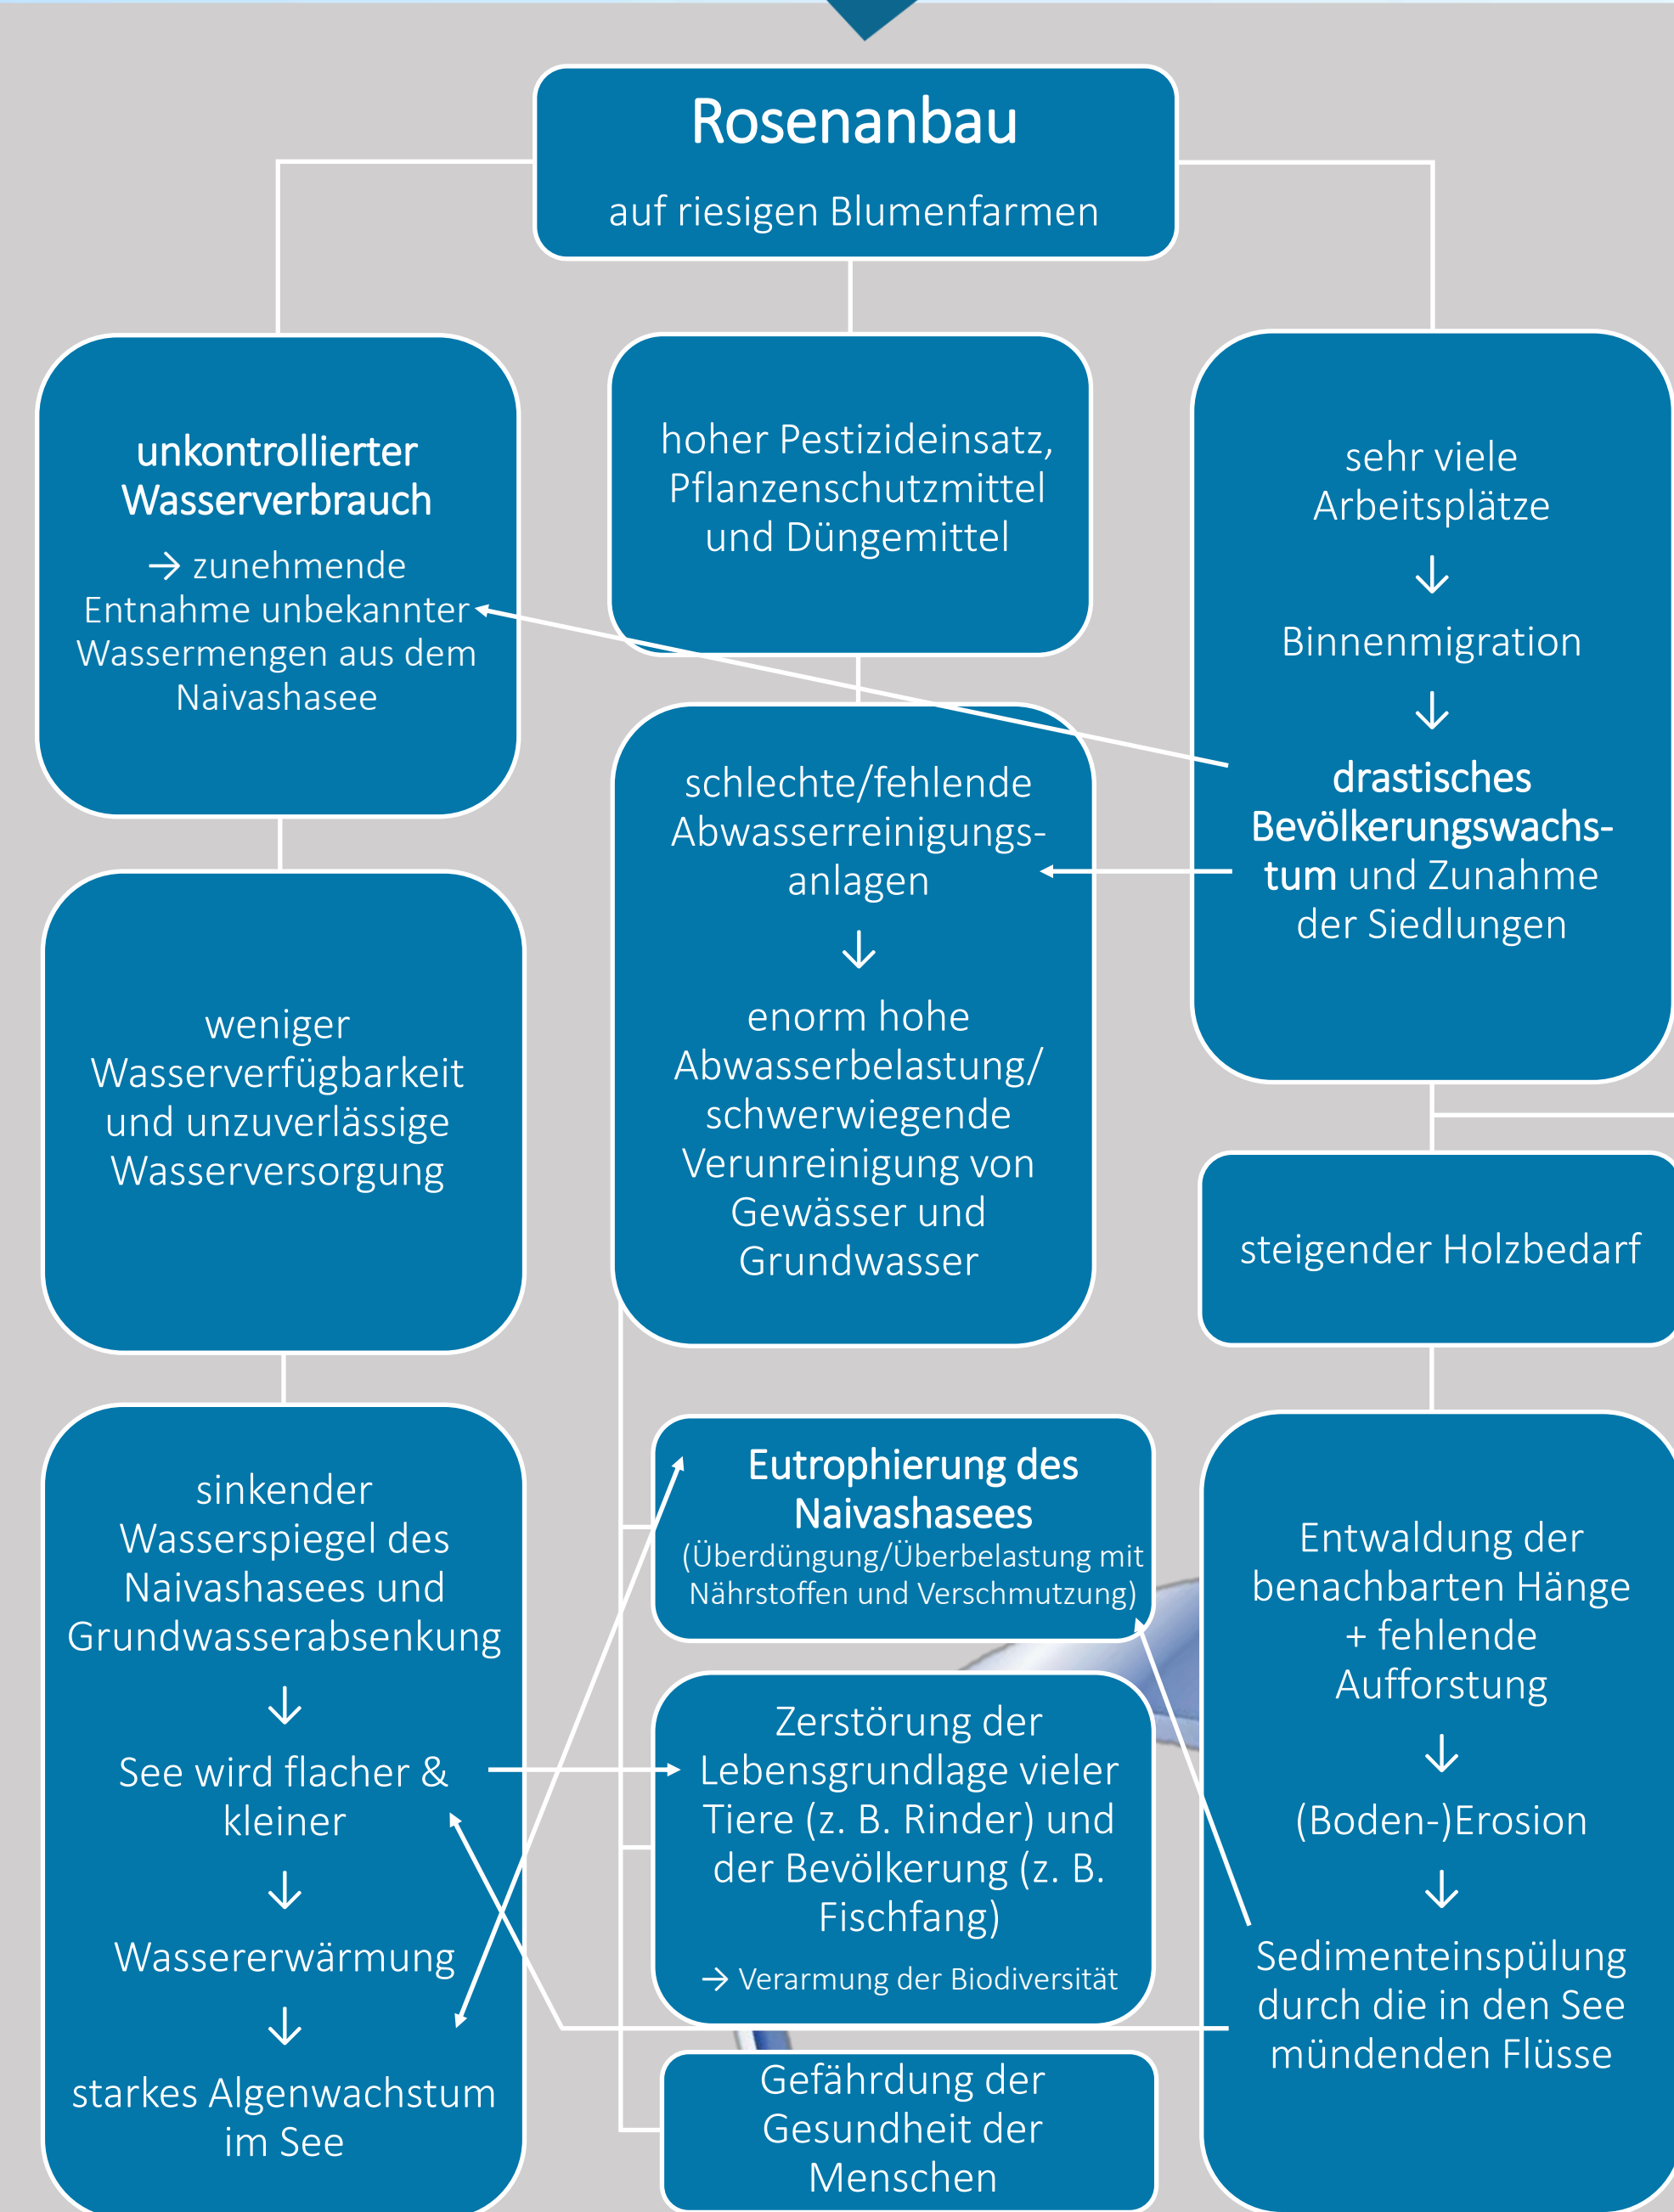 Rosenanbau
auf riesigen Blumenfarmen
unkontrollierter
Wasserverbrauch
→ zunehmende
Entnahme unbekannter
Wassermengen aus dem
Naivashasee
weniger
Wasserverfügbarkeit
und unzuverlässige
Wasserversorgung
sinkender
Wasserspiegel des
Naivashasees und
Grundwasserabsenkung
↓
See wird flacher &
kleiner
↓
Wassererwärmung
↓
starkes Algenwachstum
im See
hoher Pestizideinsatz,
Pflanzenschutzmittel
und Düngemittel
schlechte/fehlende
Abwasserreinigungs-
anlagen
↓
enorm hohe
Abwasserbelastung/
schwerwiegende
Verunreinigung von
Gewässer und
Grundwasser
Eutrophierung des
Naivashasees
(Überdüngung/Überbelastung mit
Nährstoffen und Verschmutzung)
Zerstörung der
Lebensgrundlage vieler
Tiere (z. B. Rinder) und
der Bevölkerung (z. B.
Fischfang)
→ Verarmung der Biodiversität
Gefährdung der
Gesundheit der
Menschen
sehr viele
Arbeitsplätze
↓
Binnenmigration
↓
drastisches
Bevölkerungswachs-
tum und Zunahme
der Siedlungen
steigender Holzbedarf
Entwaldung der
benachbarten Hänge
+ fehlende
Aufforstung
↓
(Boden-)Erosion
↓
Sedimenteinspülung
durch die in den See
mündenden Flüsse